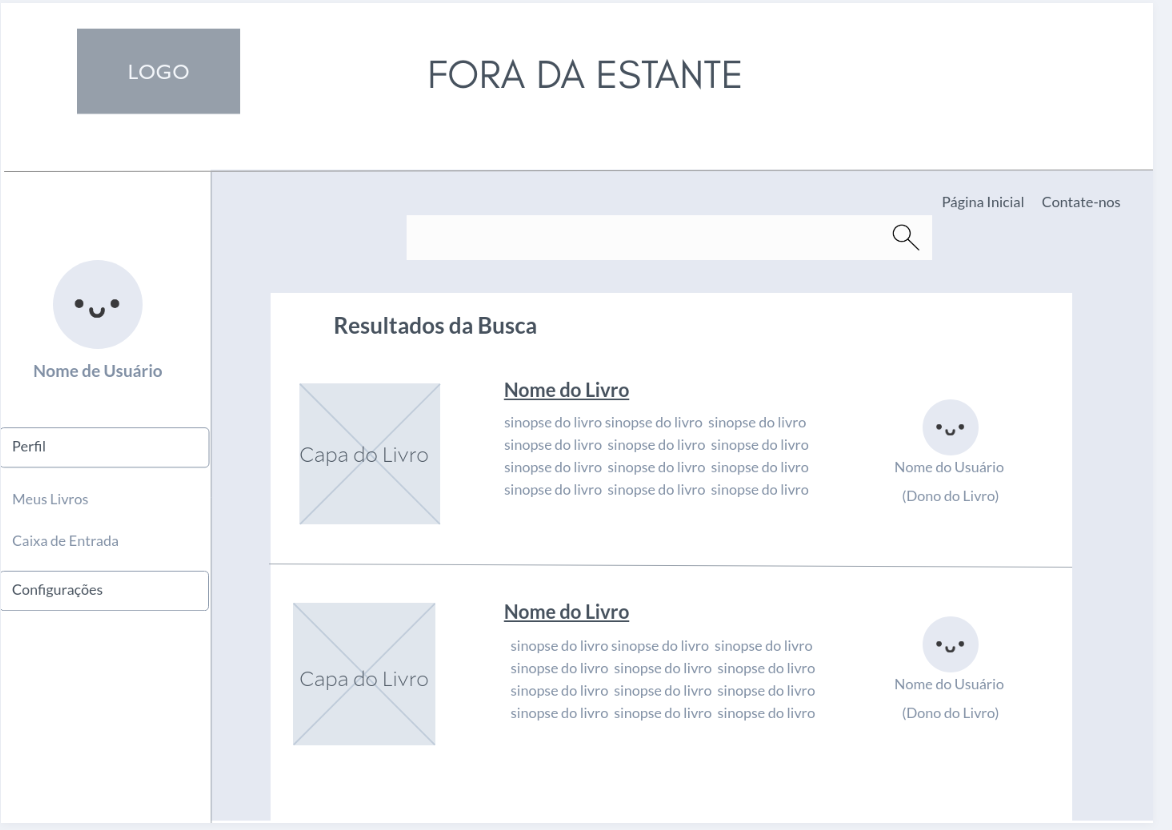 LOGO
FORA DA ESTANTE
Página Inicial
Contate-nos
Nome de Usuário
Perfil
Meus Livros
Caixa de Entrada
Configurações
Resultados da Busca
Capa do Livro
Nome do Livro
sinopse do livro sinopse do livro sinopse do livro
sinopse do livro sinopse do livro sinopse do livro
sinopse do livro sinopse do livro sinopse do livro
sinopse do livro sinopse do livro sinopse do livro
Nome do Usuário
(Dono do Livro)
Capa do Livro
Nome do Livro
sinopse do livro sinopse do livro sinopse do livro
sinopse do livro sinopse do livro sinopse do livro
sinopse do livro sinopse do livro sinopse do livro
sinopse do livro sinopse do livro sinopse do livro
Nome do Usuário
(Dono do Livro)